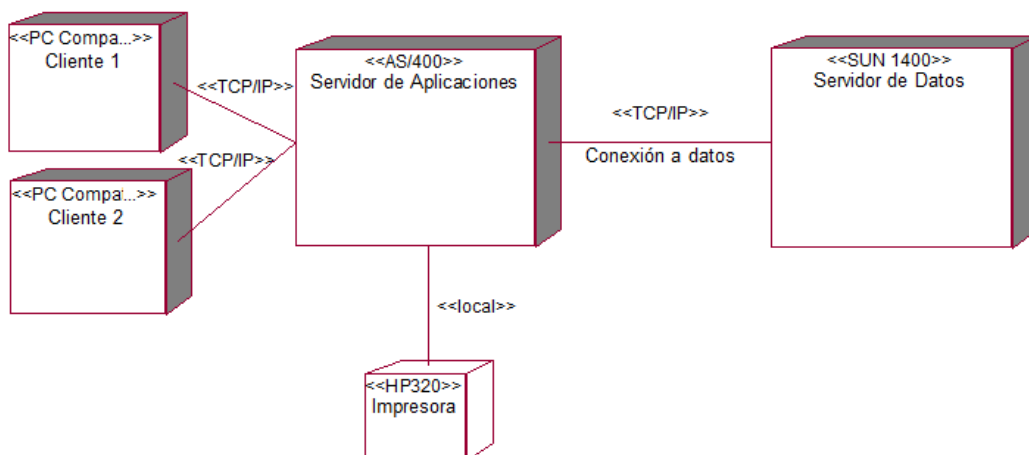 <<PC Compa...>>
Cliente 1
<<TCP/IP>>
<<AS/400>>
Servidor de Aplicaciones
<<SUN 1400>>
Servidor de Datos
<<TCP/IP>>
Conexión a datos
<<TCP/IP>>
<<PC Compa...>>
Cliente 2
<<local>>
<<HP320>>
Impresora